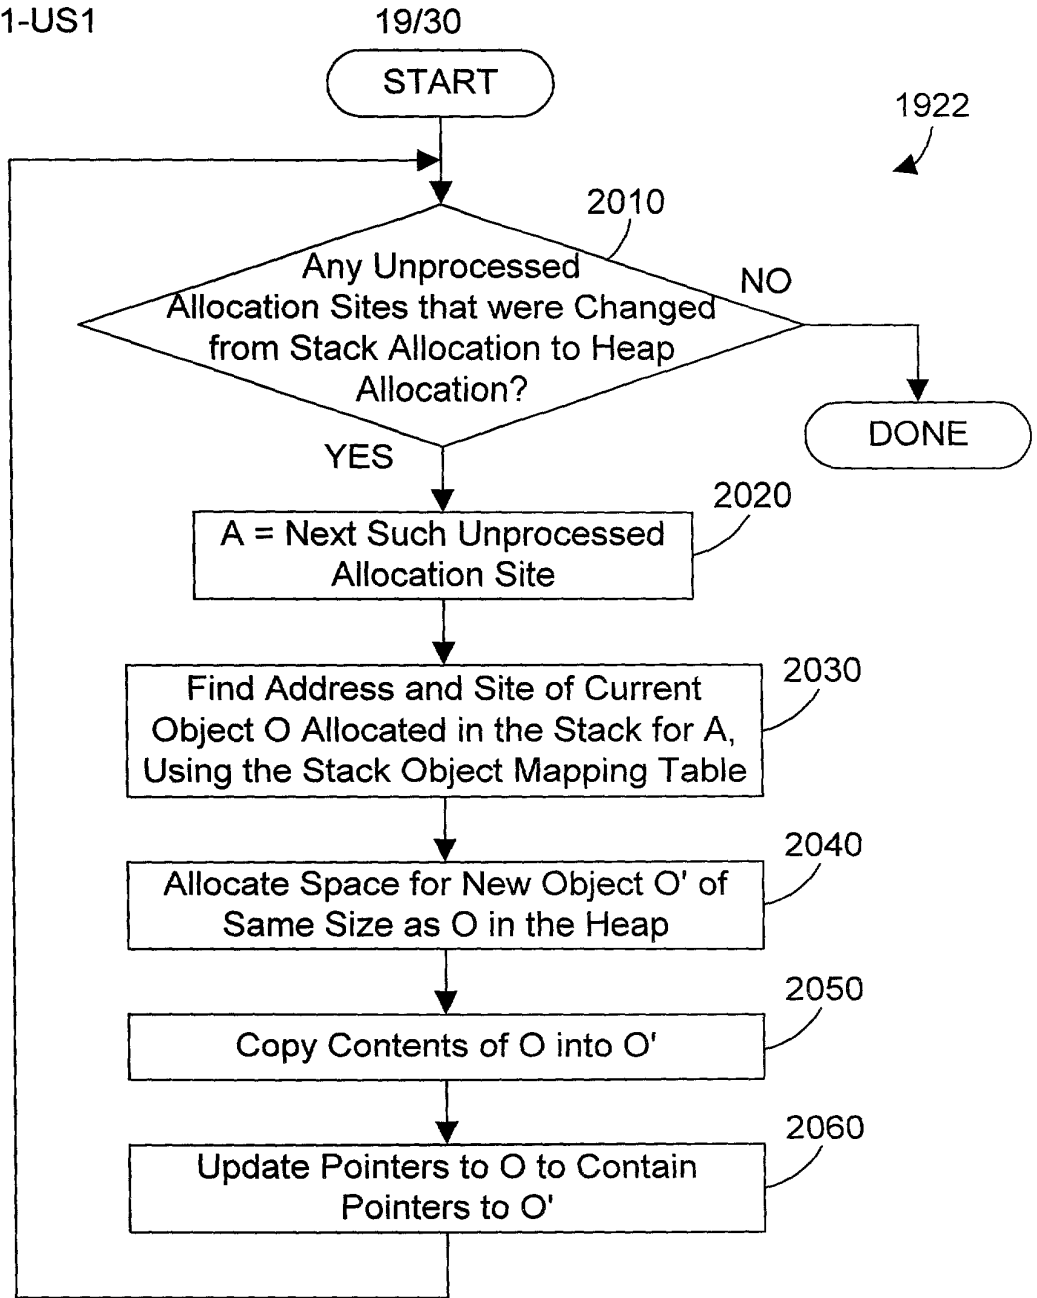 1-US1
19/30
START
1922
2010
Any Unprocessed
Allocation Sites that were Changed
from Stack Allocation to Heap
Allocation?
NO
DONE
YES
2020
A = Next Such Unprocessed
Allocation Site
2030
Find Address and Site of Current
Object O Allocated in the Stack for A,
Using the Stack Object Mapping Table
2040
Allocate Space for New Object O' of
Same Size as O in the Heap
2050
Copy Contents of O into O'
2060
Update Pointers to O to Contain
Pointers to O'